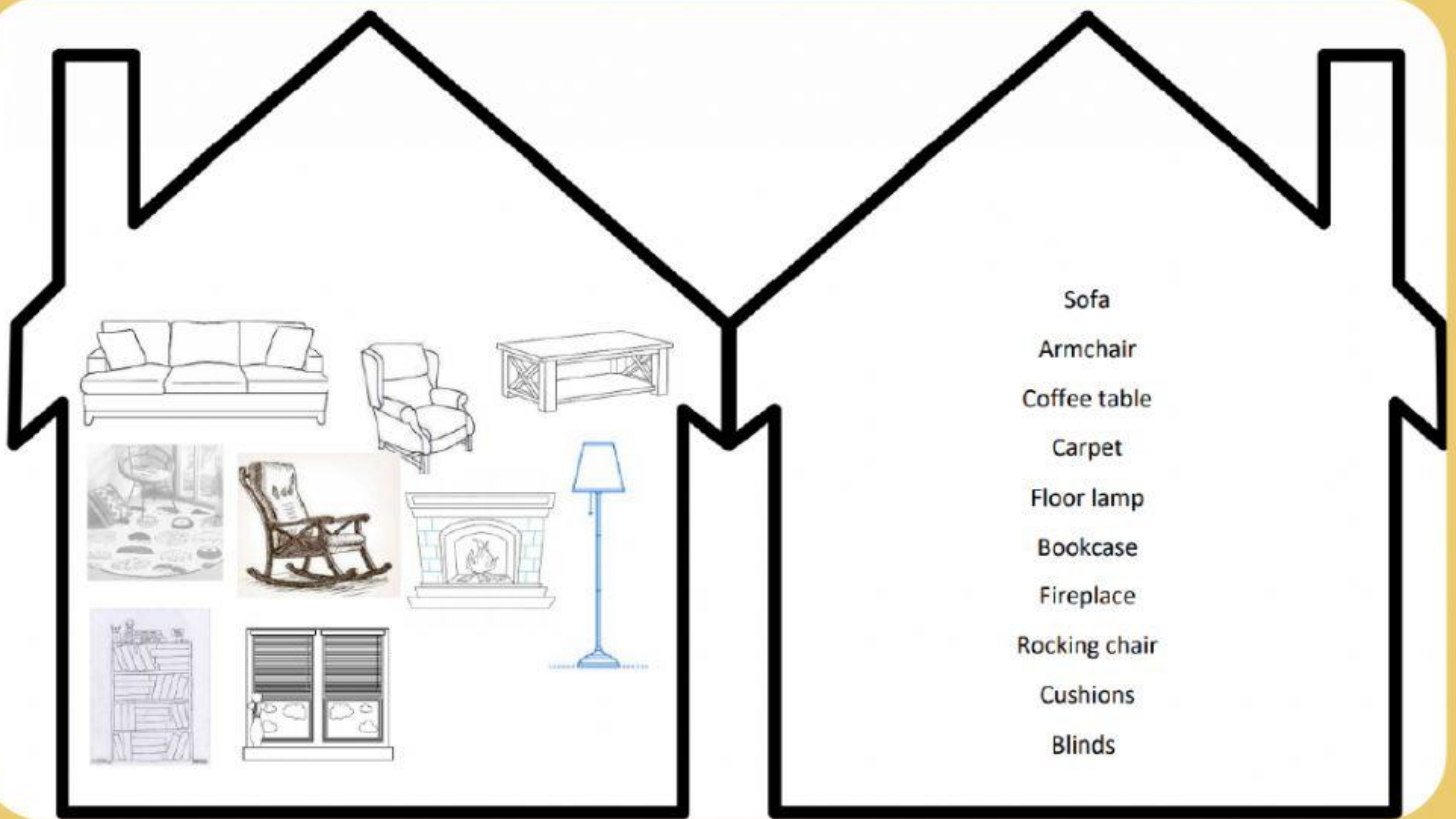 Sofa
Armchair
Coffee table
Carpet
Floor lamp
Bookcase
Fireplace
Rocking chair
Cushions
Blinds